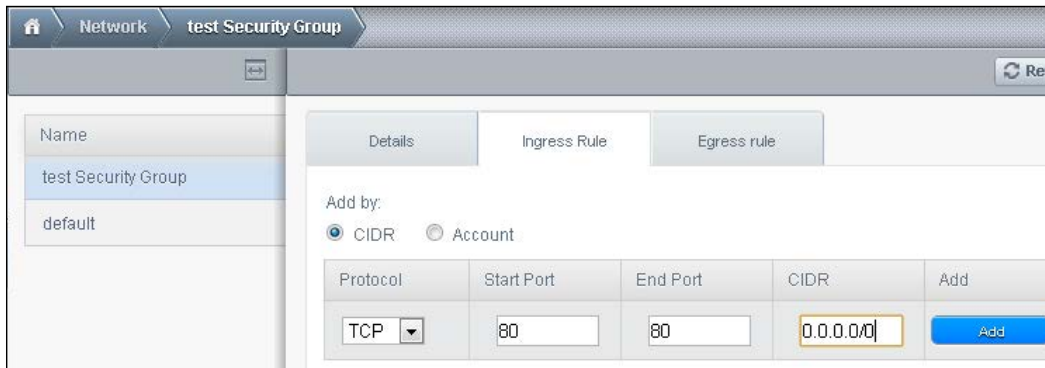 Network test Security Group
Re
Name
test Security Group
default
Details Ingress Rule Egress rule
Add by:
CIDR Account
Protocol Start Port End Port CIDR Add
TCP 80 80 0.0.0.0/0 Add